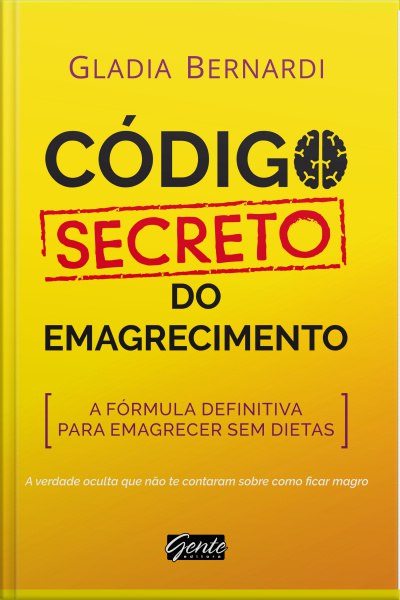 GLADIA BERNARDI
CÓDIGO
SECRETO
DO
EMAGRECIMENTO
A FÓRMULA DEFINITIVA
PARA EMAGRECER SEM DIETAS
A verdade oculta que não te contaram sobre como ficar magro
Gente
editora